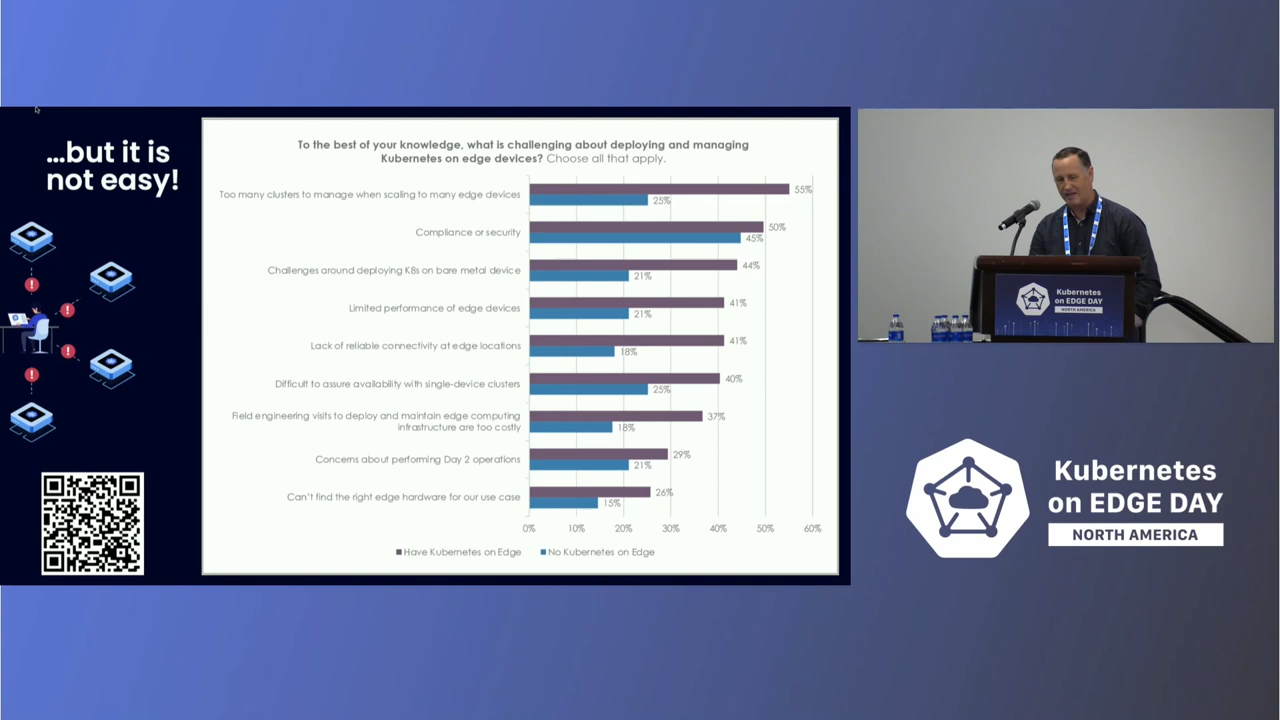 ...but it is
not easy!
To the best of your knowledge, what is challenging about deploying and managing
Kubernetes on edge devices? Choose all that apply.
Too many clusters to manage when scaling to many edge devices
55%
25%
Compliance or security
50%
45%
Challenges around deploying K8s on bare metal device
44%
21%
Limited performance of edge devices
41%
21%
Lack of reliable connectivity at edge locations
41%
18%
Difficult to assure availability with single-device clusters
40%
25%
Field engineering visits to deploy and maintain edge computing
infrastructure are too costly
37%
18%
Concerns about performing Day 2 operations
29%
21%
Can't find the right edge hardware for our use case
26%
15%
0% 10% 20% 30% 40% 50% 60%
Have Kubernetes on Edge No Kubernetes on Edge
Kubernetes
on EDGE DAY
NORTH AMERICA
Kubernetes
on EDGE DAY
NORTH AMERICA